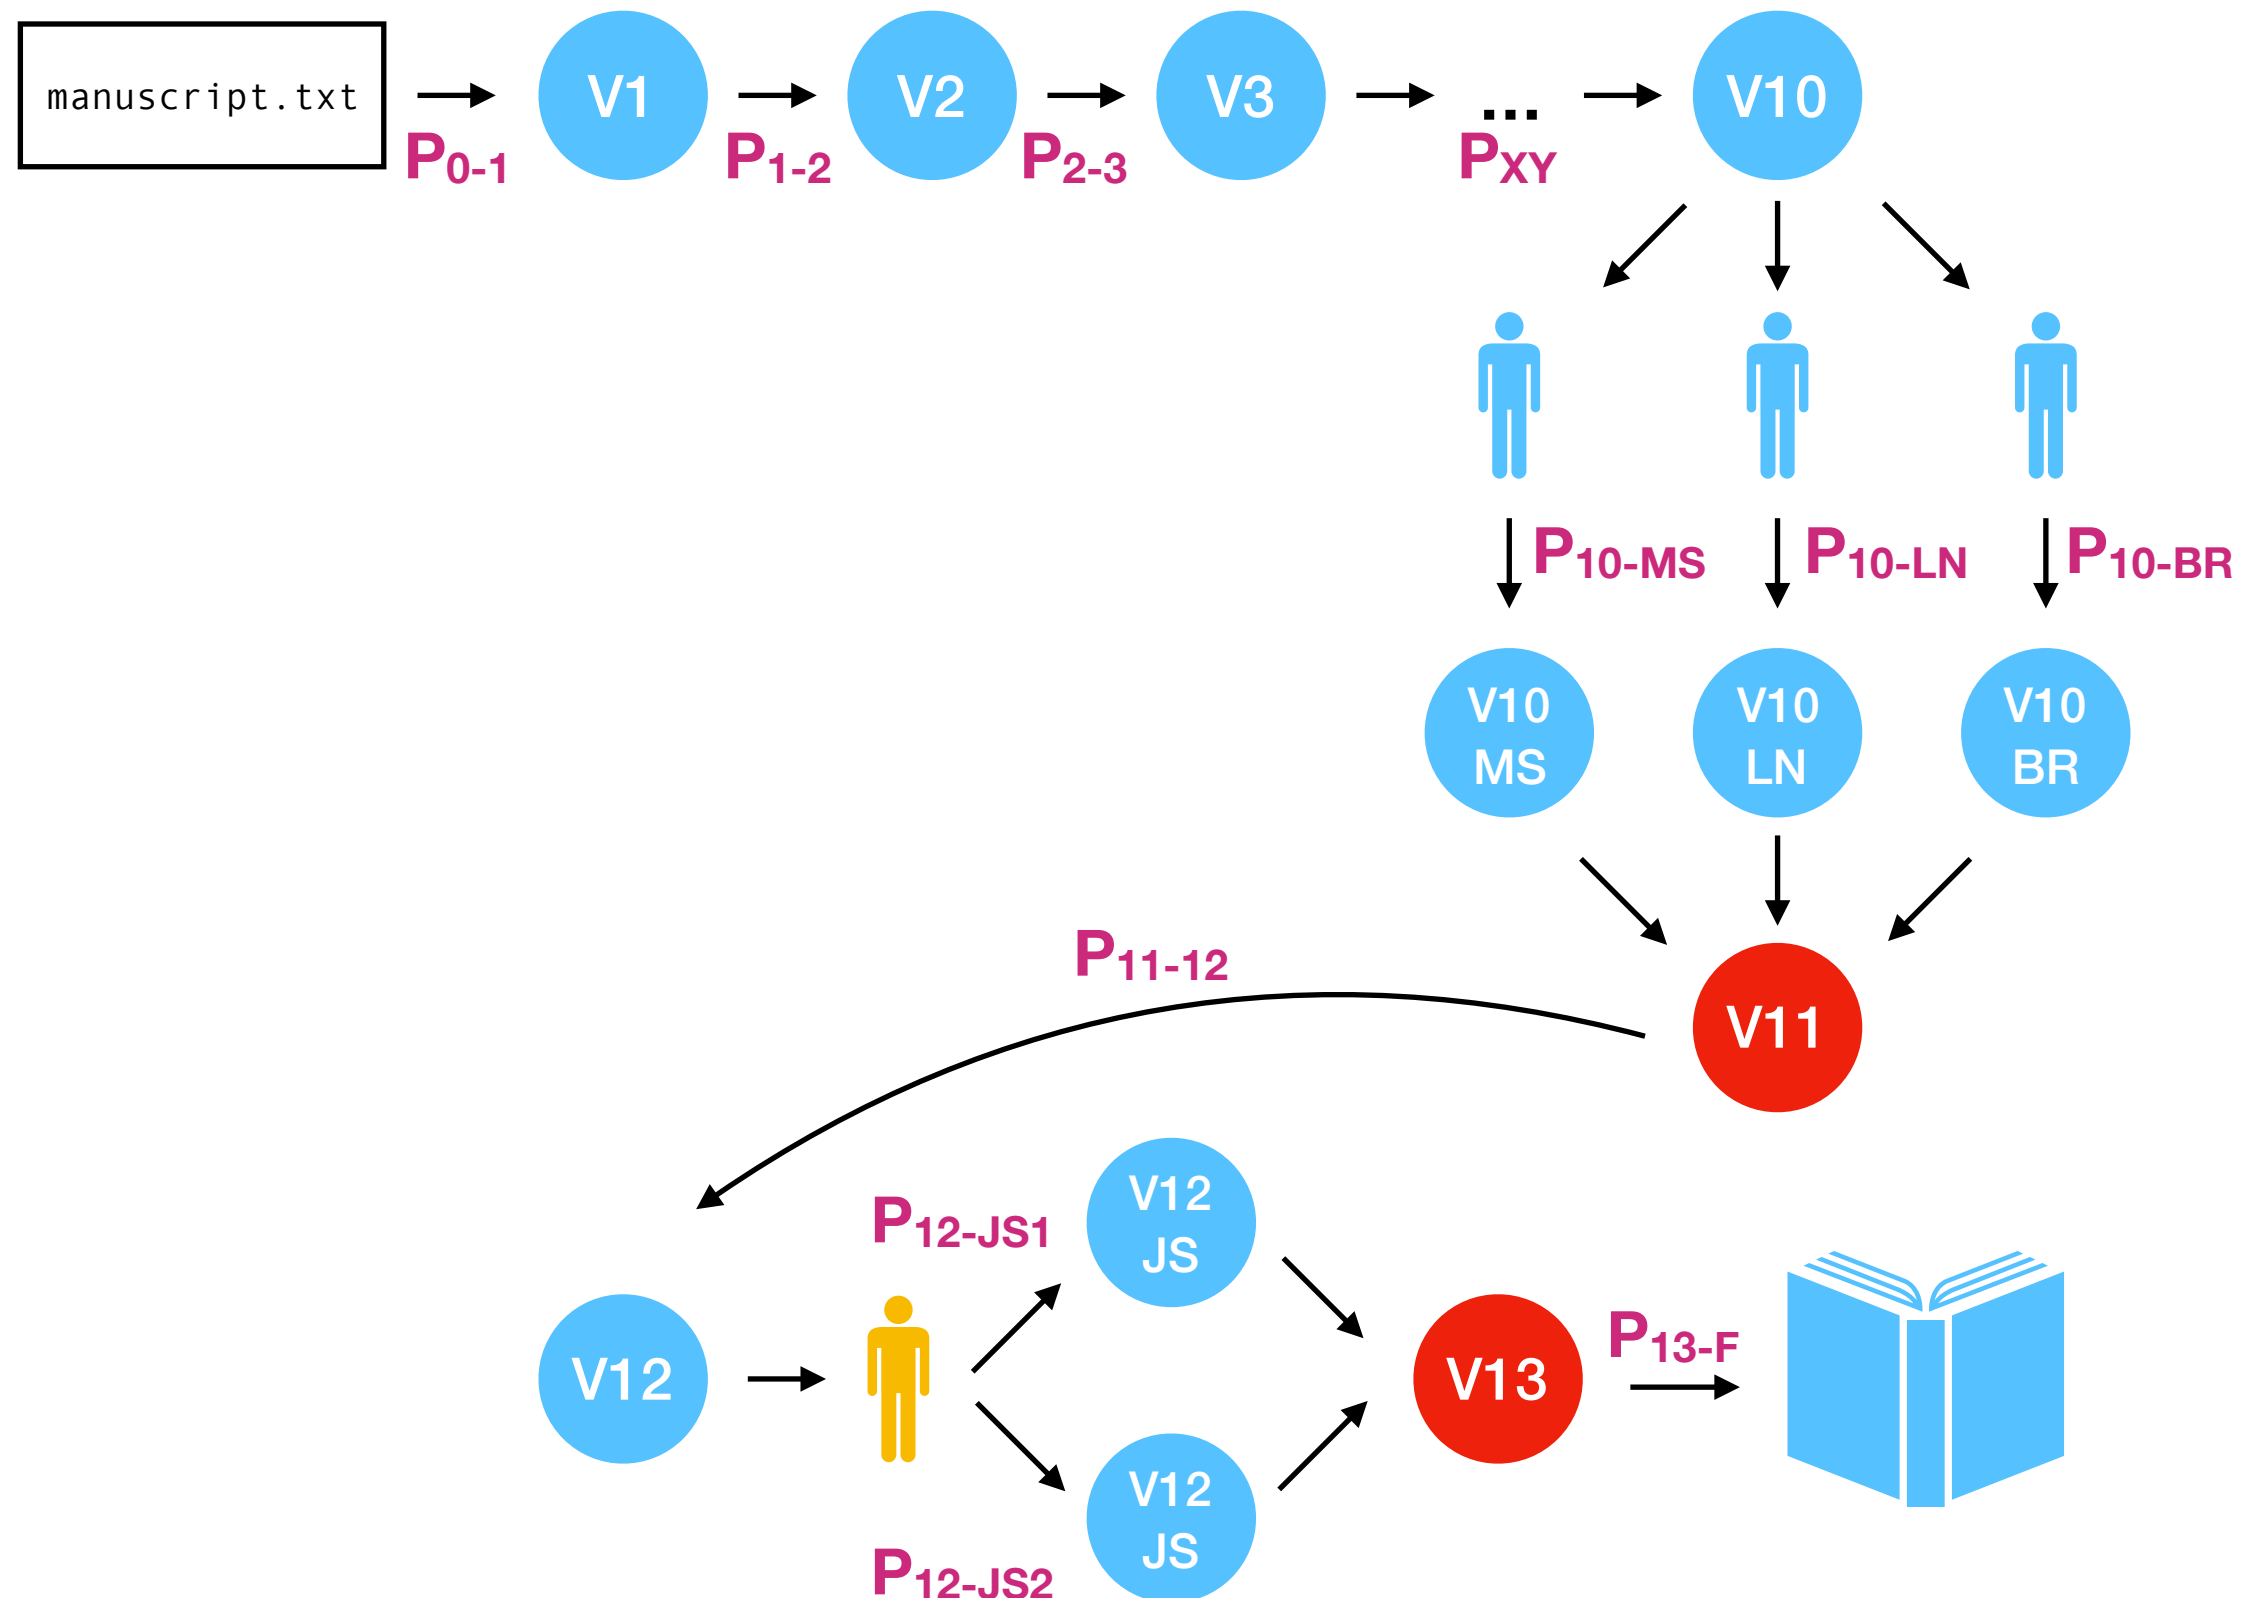 manuscript.txt
V1
V2
V3
...
V10
P0-1
P1-2
P2-3
PXY
P10-MS
P10-LN
P10-BR
V10
MS
V10
LN
V10
BR
P11-12
V11
P12-JS1
V12
JS
V12
V13
P13-F
V12
JS
P12-JS2